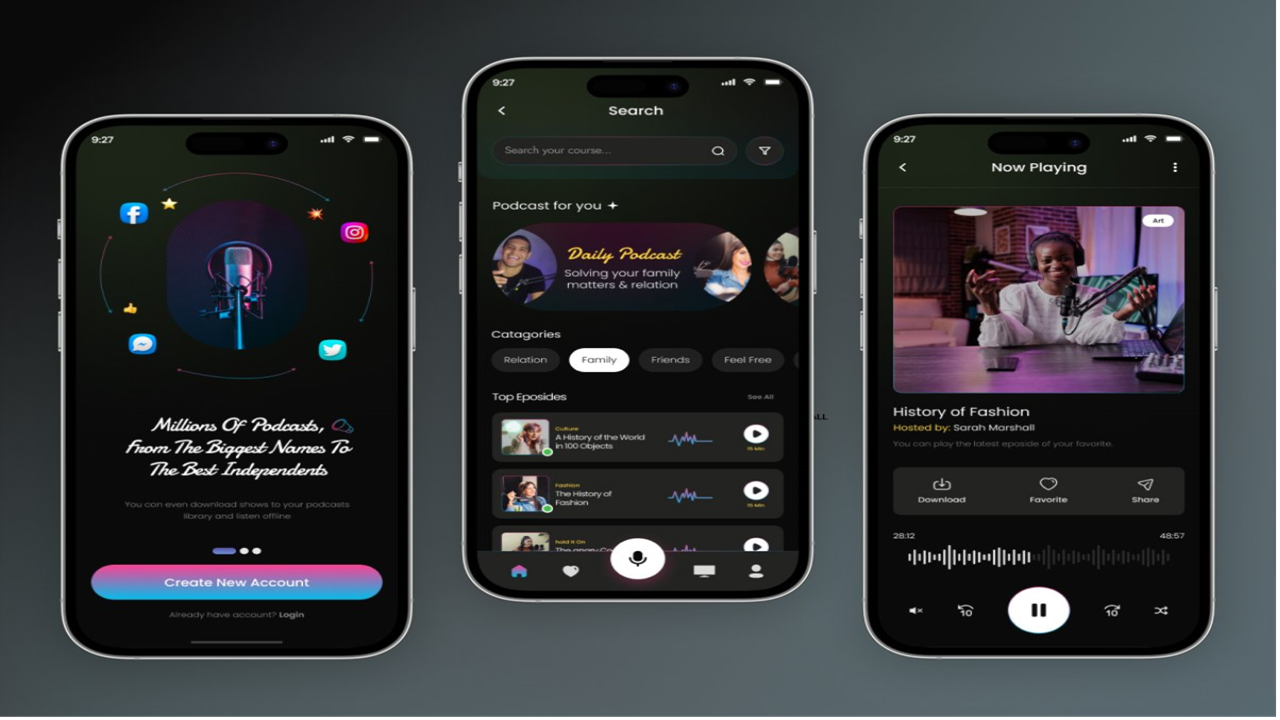 9:27
Millions Of Podcasts,
From The Biggest Names To
The Best Independents
You can even download shows to your podcasts
library and listen offline
Create New Account
Already have account? Login
9:27
Search
Search your course...
Podcast for you
Daily Podcast
Solving your family
matters & relation
Catagories
Relation Family Friends Feel Free
Top Eposides See All
Culture
A History of the World
in 100 Objects
15 Min
Fashion
The History of
Fashion
15 Min
hold it On
ALL
9:27
Now Playing
Art
History of Fashion
Hosted by: Sarah Marshall
You can play the latest eposide of your favorite.
Download Favorite Share
28:12 48:57
10 10